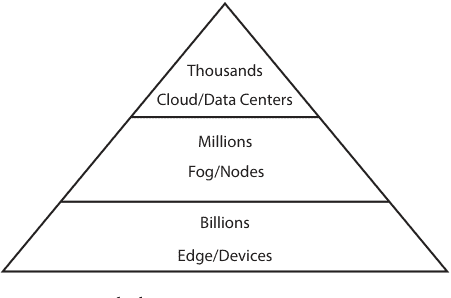 Thousands
Cloud/Data Centers
Millions
Fog/Nodes
Billions
Edge/Devices